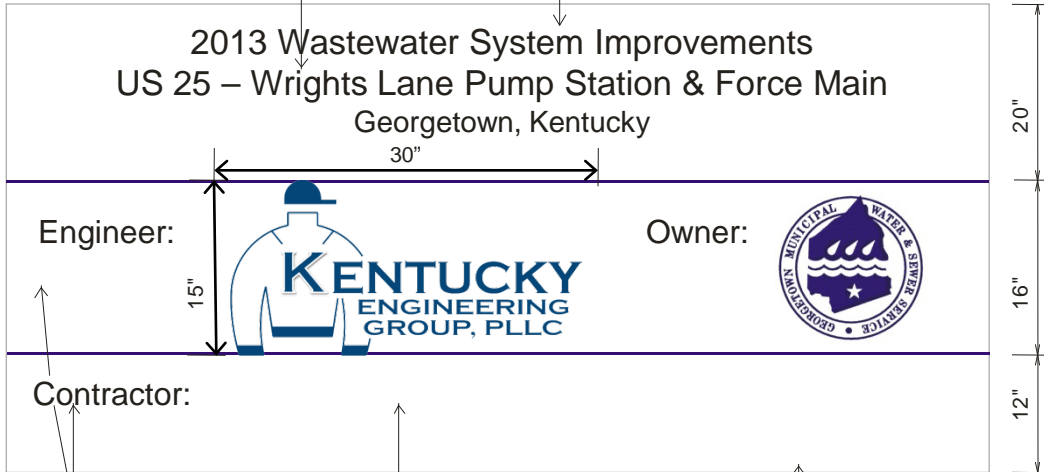 2013 Wastewater System Improvements
US 25 – Wrights Lane Pump Station & Force Main
Georgetown, Kentucky
30”
20"
Engineer:
15"
KENTUCKY
ENGINEERING
GROUP, PLLC
Owner:
GEORGETOWN MUNICIPAL WATER & SEWER SERVICE
16"
Contractor:
12"